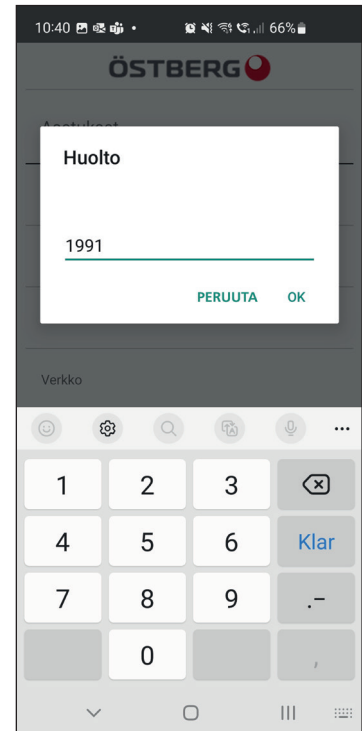 10:40 66%
ÖSTBERG
Asetukset
Huolto
1991
PERUUTA OK
Verkko
1 2 3
4 5 6 Klar
7 8 9 .-
0 ,